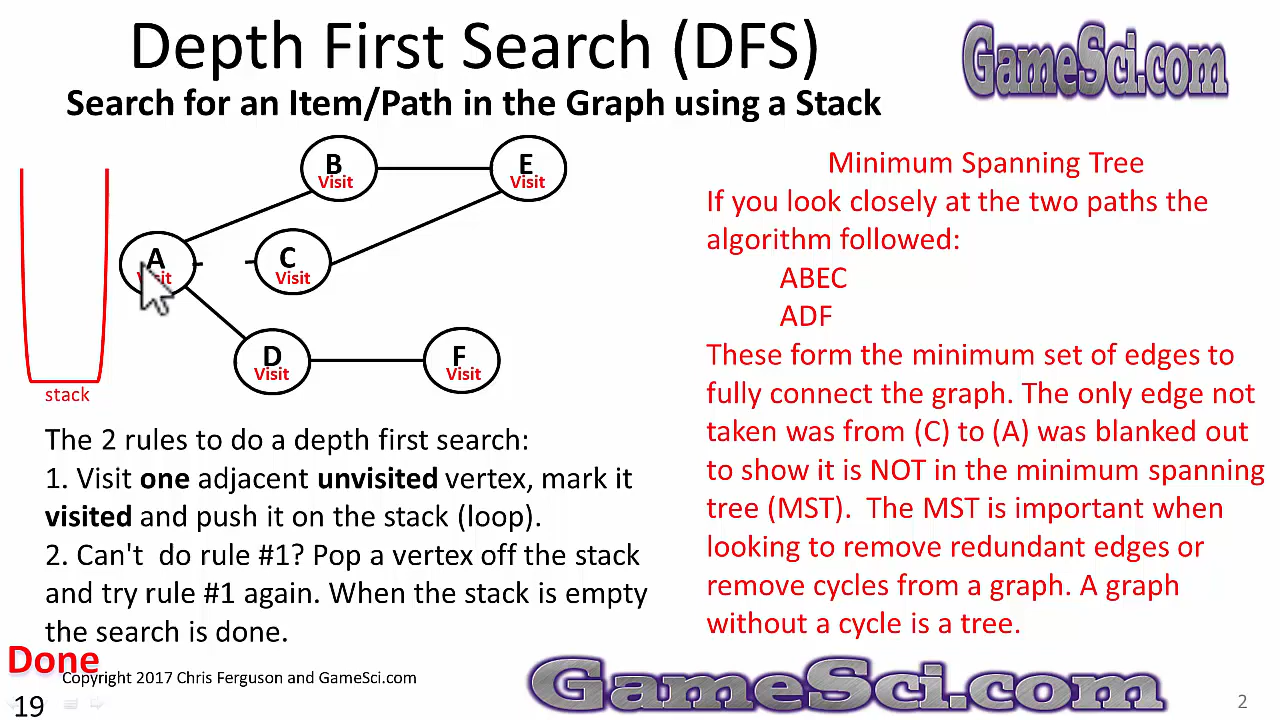 Depth First Search (DFS)
GameSci.com
Search for an Item/Path in the Graph using a Stack
B
Visit
E
Visit
A
Visit
C
Visit
D
Visit
F
Visit
stack
The 2 rules to do a depth first search:
1. Visit one adjacent unvisited vertex, mark it
visited and push it on the stack (loop).
2. Can't do rule #1? Pop a vertex off the stack
and try rule #1 again. When the stack is empty
the search is done.
Minimum Spanning Tree
If you look closely at the two paths the
algorithm followed:
ABEC
ADF
These form the minimum set of edges to
fully connect the graph. The only edge not
taken was from (C) to (A) was blanked out
to show it is NOT in the minimum spanning
tree (MST). The MST is important when
looking to remove redundant edges or
remove cycles from a graph. A graph
without a cycle is a tree.
Done
Copyright 2017 Chris Ferguson and GameSci.com
19
GameSci.com
2